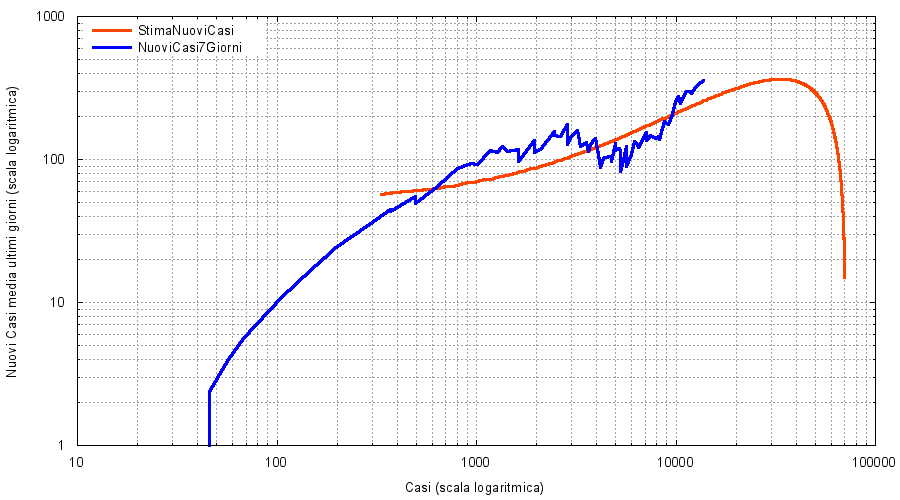 1000
StimaNuoviCasi
NuoviCasi7Giorni
100
10
1
10
100
1000
10000
100000
Nuovi Casi media ultimi giorni (scala logaritmica)
Casi (scala logaritmica)